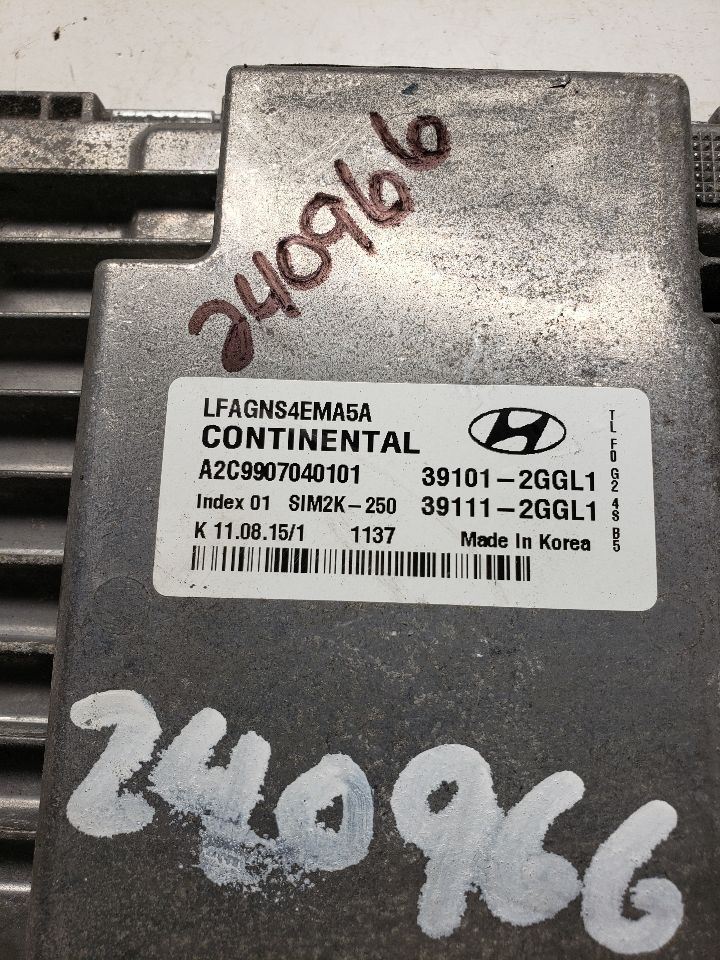 240966
LFAGNS4EMA5A
CONTINENTAL
A2C9907040101 39101-2GGL1
Index 01 SIM2K-250 39111-2GGL1
K 11.08.15/1 1137 Made In Korea
TL F0 G2 4S B5
240966